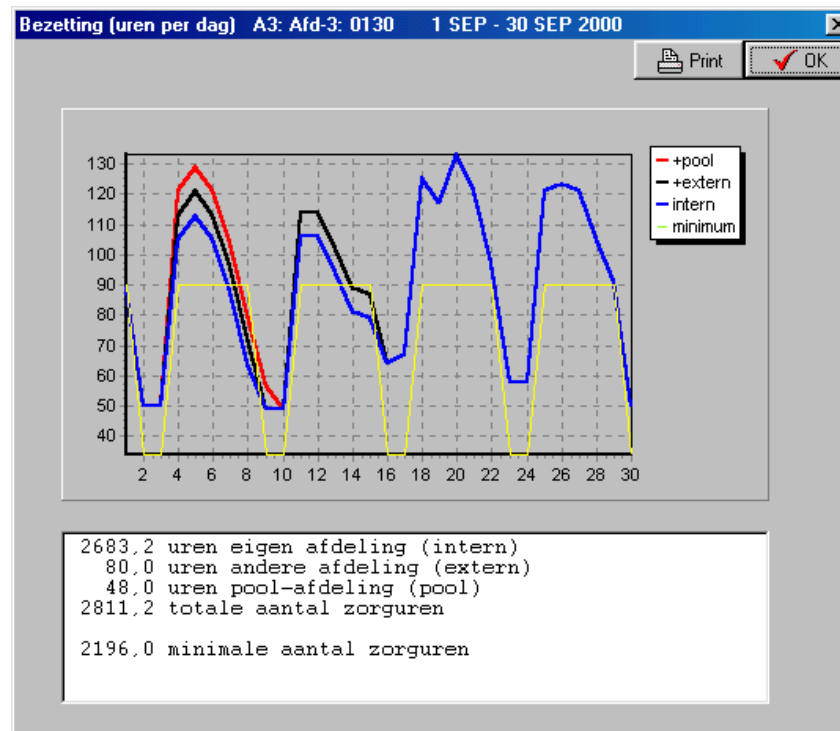 Bezetting (uren per dag) A3: Afd-3: 0130 1 SEP - 30 SEP 2000
Print OK
130
120
110
100
90
80
70
60
50
40
2 4 6 8 10 12 14 16 18 20 22 24 26 28 30
+pool
+extern
intern
minimum
2683,2 uren eigen afdeling (intern)
80,0 uren andere afdeling (extern)
48,0 uren pool-afdeling (pool)
2811,2 totale aantal zorguren
2196,0 minimale aantal zorguren